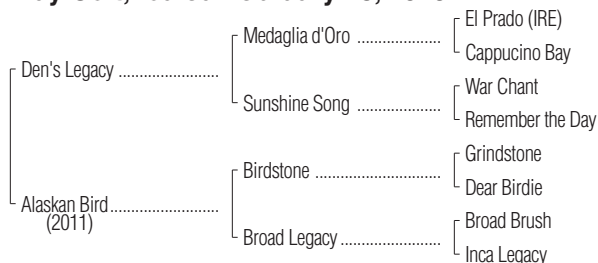 El Prado (IRE)
Medaglia d'Oro ....................
Cappucino Bay
Den's Legacy ........................
War Chant
Sunshine Song ....................
Remember the Day
Grindstone
Birdstone ..............................
Dear Birdie
Alaskan Bird..........................
(2011)
Broad Brush
Broad Legacy........................
Inca Legacy